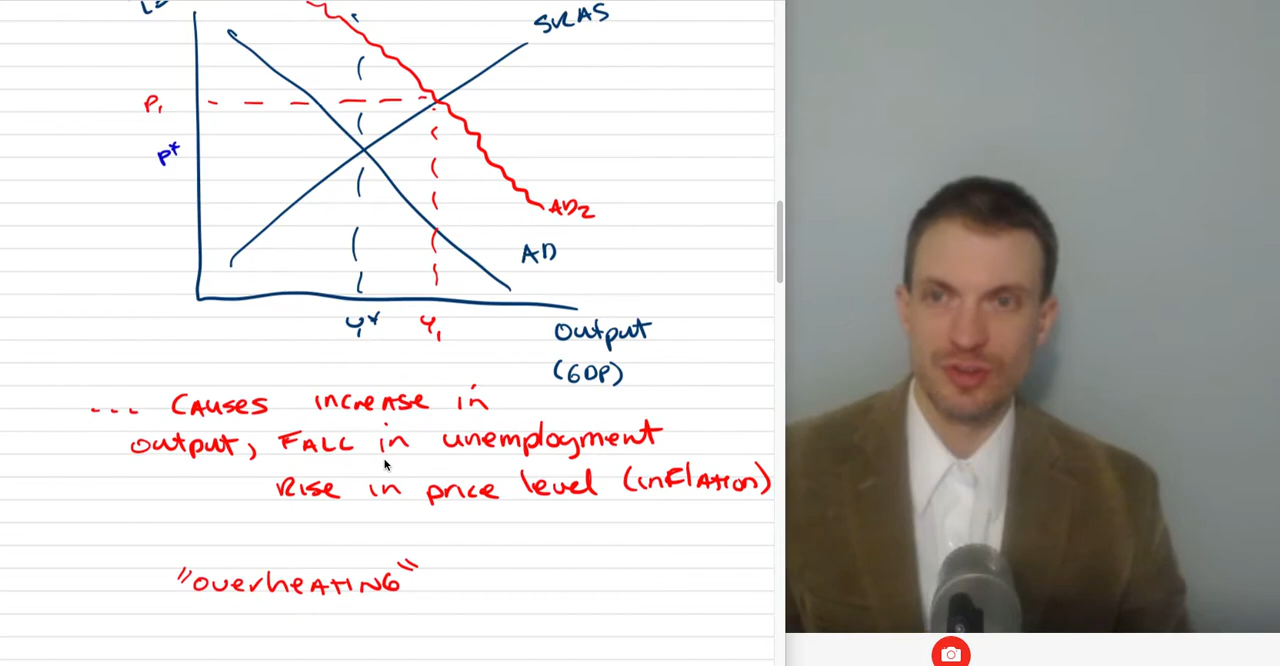 SRAS
P₁
P*
AD₂
AD
Y* Y₁
Output
(GDP)
... CAUSES increase in
output, FALL in unemployment
Rise in price level (inflation)
"overheating"